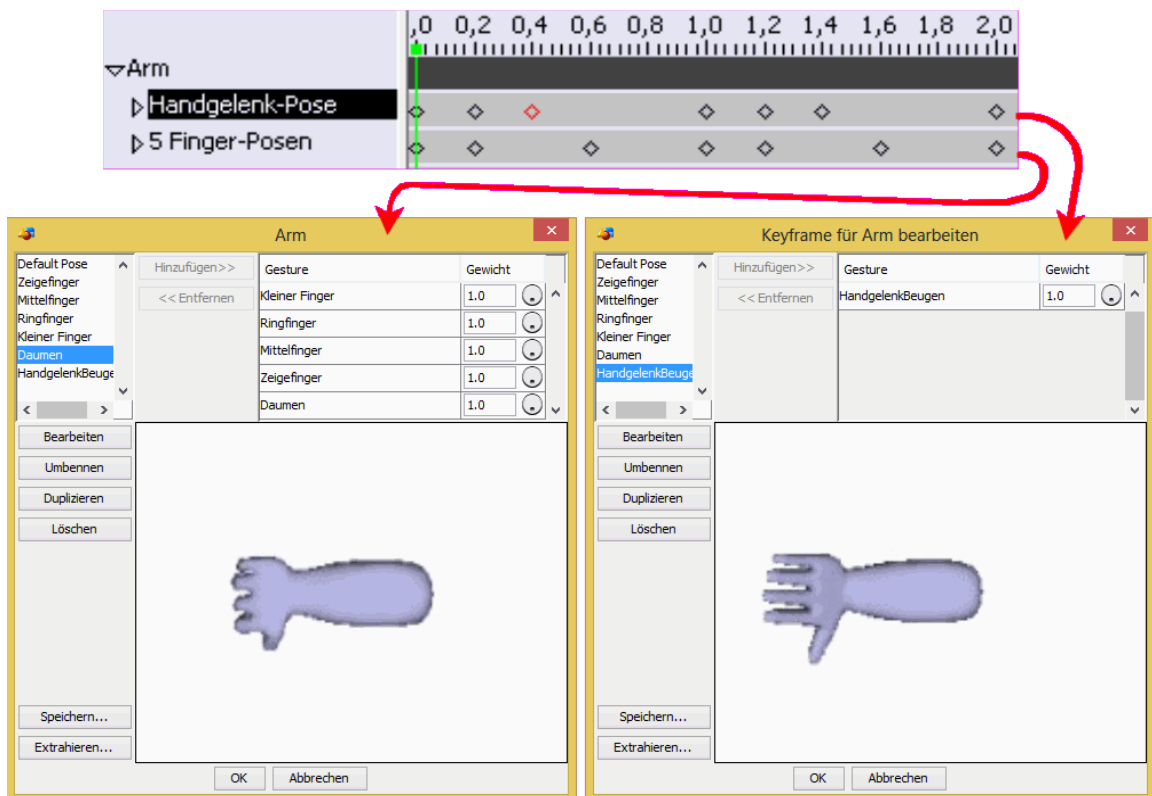 ,0 0,2 0,4 0,6 0,8 1,0 1,2 1,4 1,6 1,8 2,0
Arm
Handgelenk-Pose
5 Finger-Posen
Arm
Default Pose
Zeigefinger
Mittelfinger
Ringfinger
Kleiner Finger
Daumen
HandgelenkBeuge
Hinzufügen>>
<< Entfernen
Gesture Gewicht
Kleiner Finger 1.0
Ringfinger 1.0
Mittelfinger 1.0
Zeigefinger 1.0
Daumen 1.0
Bearbeiten
Umbennen
Duplizieren
Löschen
Speichern...
Extrahieren...
OK Abbrechen
Keyframe für Arm bearbeiten
Default Pose
Zeigefinger
Mittelfinger
Ringfinger
Kleiner Finger
Daumen
HandgelenkBeuge
Hinzufügen>>
<< Entfernen
Gesture Gewicht
HandgelenkBeugen 1.0
Bearbeiten
Umbennen
Duplizieren
Löschen
Speichern...
Extrahieren...
OK Abbrechen